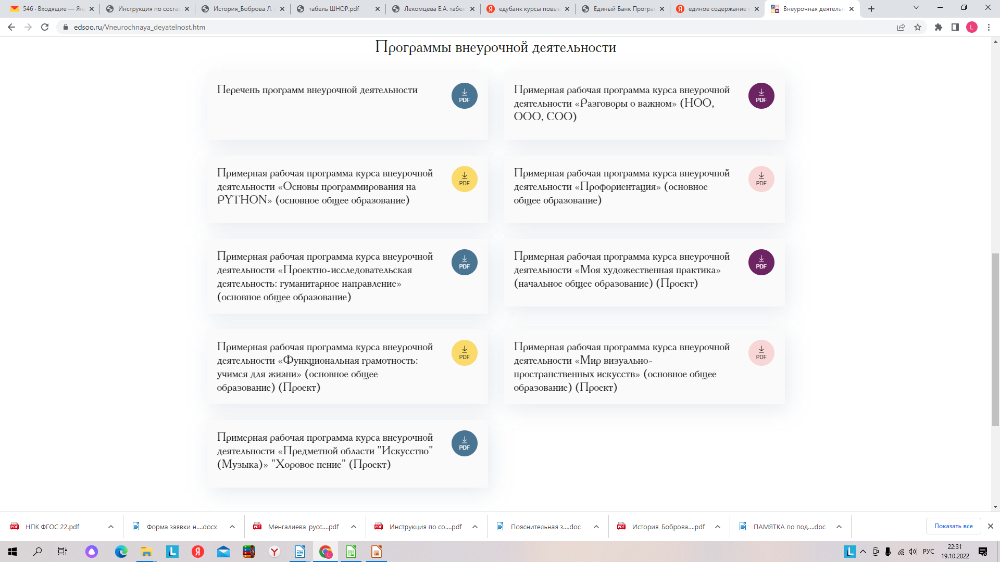 546 · Входящие — Ян
Инструкция по соста
История_Боброва Л.
табель ШНОР.pdf
Лекомцева Е.А. табел
едубанк курсы повы
Единый Банк Програ
единое содержание
Внеурочная деятельн
edsoo.ru/Vneurochnaya_deyatelnost.htm
L
Программы внеурочной деятельности
Перечень программ внеурочной деятельности
PDF
Примерная рабочая программа курса внеурочной
деятельности «Разговоры о важном» (НОО,
ООО, СОО)
PDF
Примерная рабочая программа курса внеурочной
деятельности «Основы программирования на
PYTHON» (основное общее образование)
PDF
Примерная рабочая программа курса внеурочной
деятельности «Профориентация» (основное
общее образование)
PDF
Примерная рабочая программа курса внеурочной
деятельности «Проектно-исследовательская
деятельность: гуманитарное направление»
(основное общее образование)
PDF
Примерная рабочая программа курса внеурочной
деятельности «Моя художественная практика»
(начальное общее образование) (Проект)
PDF
Примерная рабочая программа курса внеурочной
деятельности «Функциональная грамотность:
учимся для жизни» (основное общее
образование) (Проект)
PDF
Примерная рабочая программа курса внеурочной
деятельности «Мир визуально-
пространственных искусств» (основное общее
образование) (Проект)
PDF
Примерная рабочая программа курса внеурочной
деятельности «Предметной области "Искусство"
(Музыка)» "Хоровое пение" (Проект)
PDF
НПК ФГОС 22.pdf
Форма заявки н....docx
Менгалиева_русс....pdf
Инструкция по со....pdf
Пояснительная з....doc
История_Боброва....pdf
ПАМЯТКА по под....doc
Показать все
РУС
22:31
19.10.2022